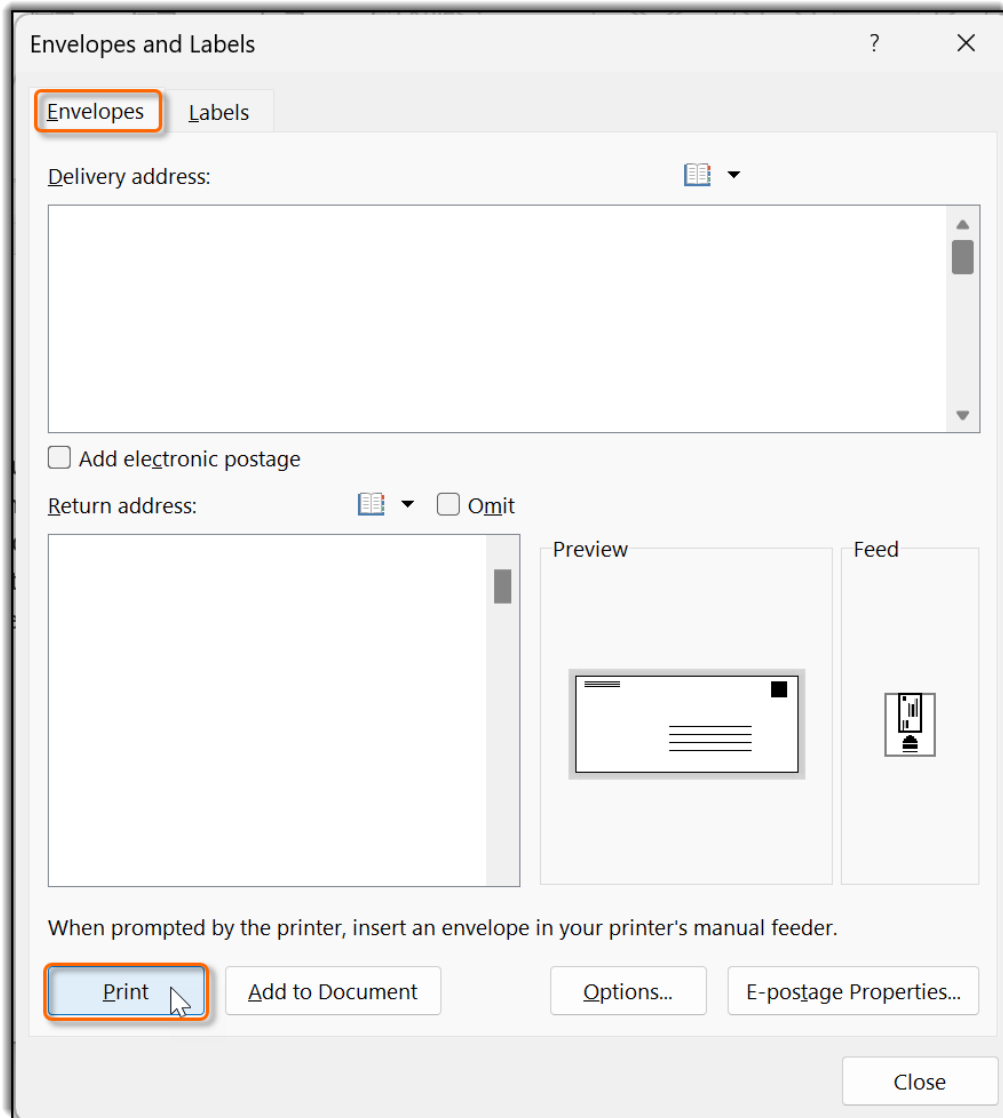 Envelopes and Labels ?
Envelopes Labels
Delivery address:
Add electronic postage
Return address: Omit
Preview Feed
When prompted by the printer, insert an envelope in your printer's manual feeder.
Print Add to Document Options... E-postage Properties...
Close